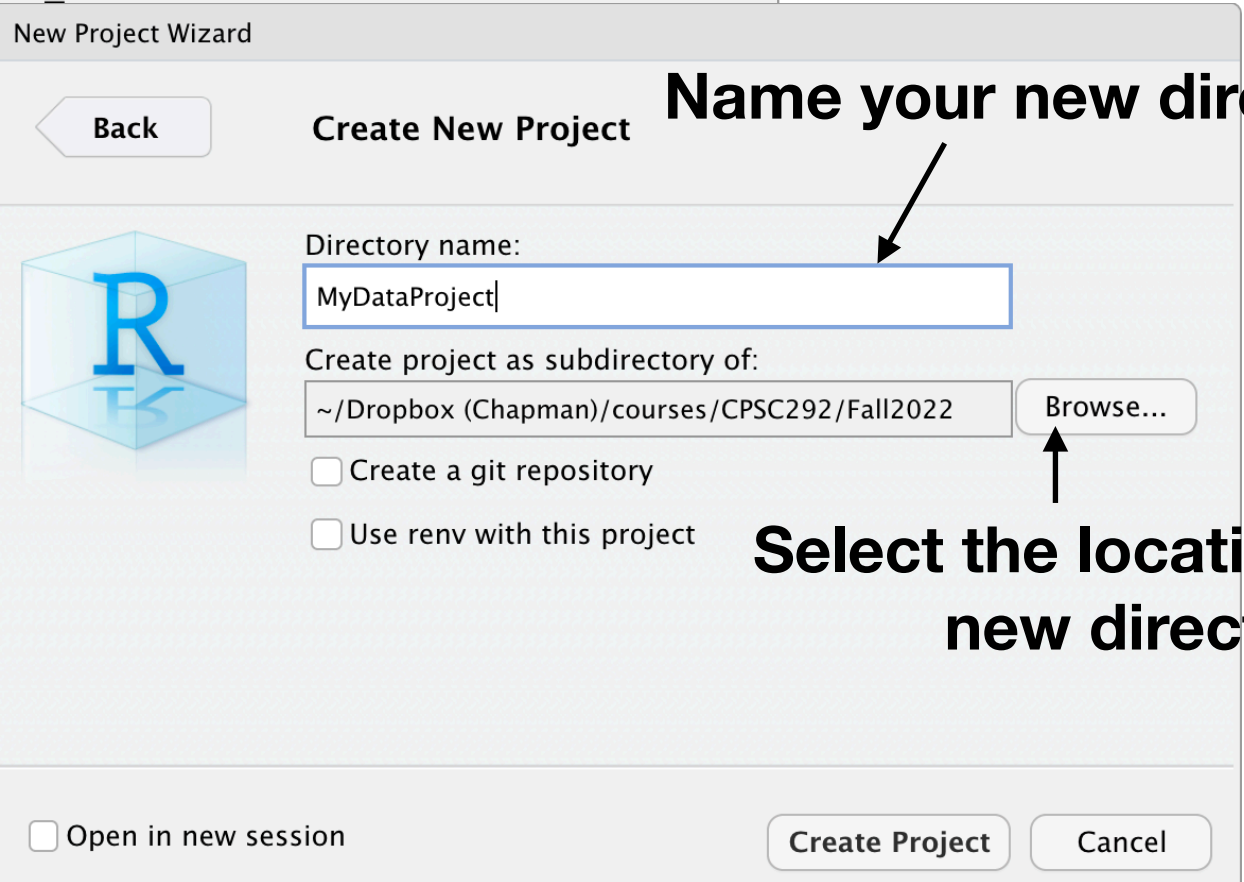 New Project Wizard
Back
Create New Project
Name your new dir
Directory name:
MyDataProject
Create project as subdirectory of:
~/Dropbox (Chapman)/courses/CPSC292/Fall2022
Browse...
Create a git repository
Use renv with this project
Select the locati
new direc
R
Open in new session
Create Project
Cancel